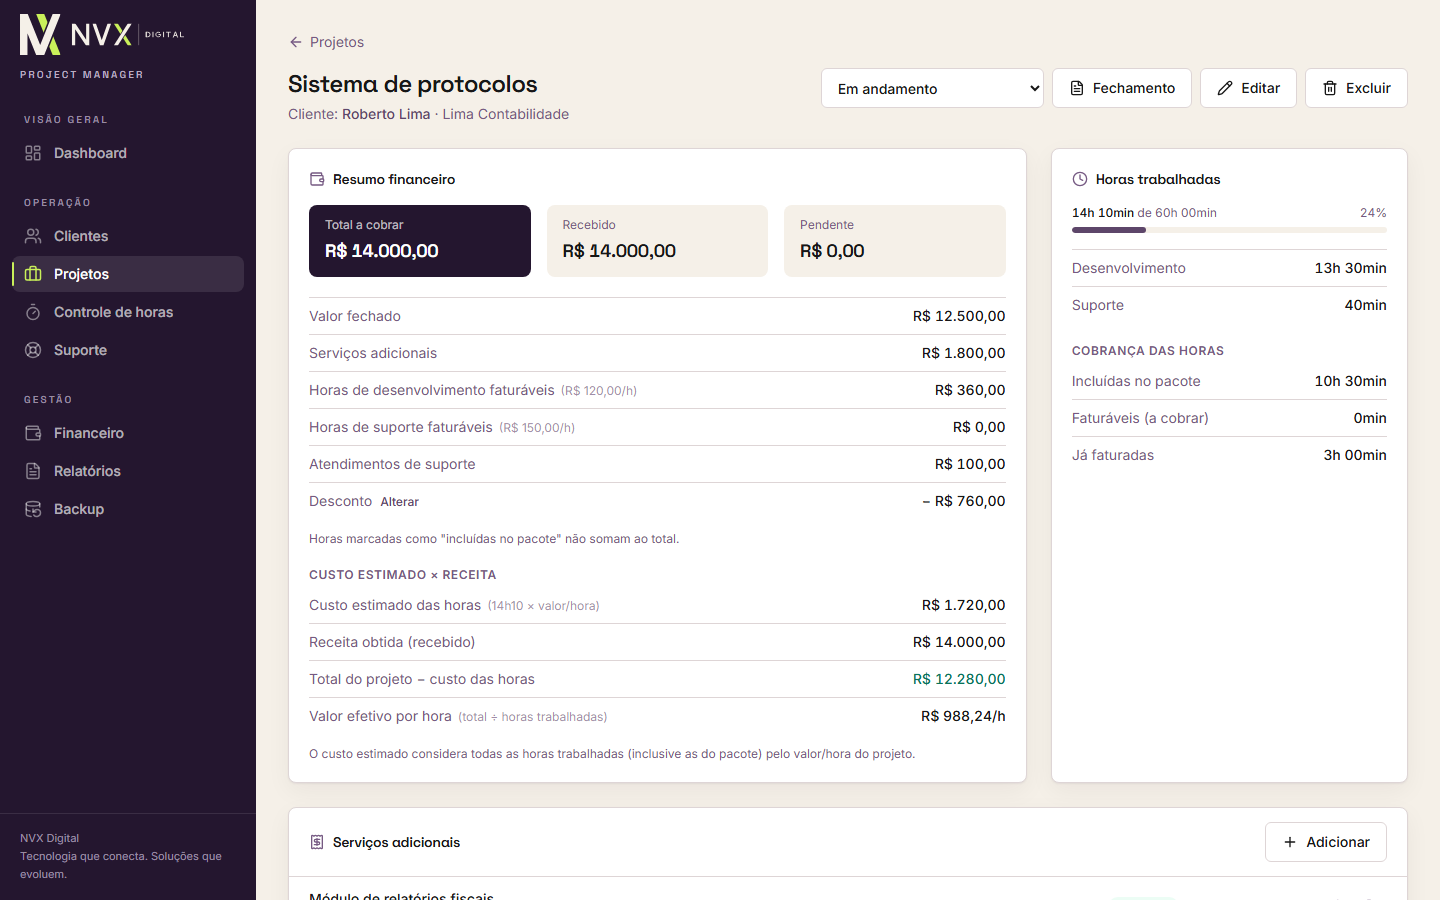 NVX DIGITAL
PROJECT MANAGER
VISÃO GERAL
Dashboard
OPERAÇÃO
Clientes
Projetos
Controle de horas
Suporte
GESTÃO
Financeiro
Relatórios
Backup
NVX Digital
Tecnologia que conecta. Soluções que
evoluem.
Projetos
Sistema de protocolos
Cliente: Roberto Lima · Lima Contabilidade
Em andamento
Fechamento
Editar
Excluir
Resumo financeiro
Total a cobrar
R$ 14.000,00
Recebido
R$ 14.000,00
Pendente
R$ 0,00
Valor fechado R$ 12.500,00
Serviços adicionais R$ 1.800,00
Horas de desenvolvimento faturáveis (R$ 120,00/h) R$ 360,00
Horas de suporte faturáveis (R$ 150,00/h) R$ 0,00
Atendimentos de suporte R$ 100,00
Desconto Alterar – R$ 760,00
Horas marcadas como "incluídas no pacote" não somam ao total.
CUSTO ESTIMADO × RECEITA
Custo estimado das horas (14h10 × valor/hora) R$ 1.720,00
Receita obtida (recebido) R$ 14.000,00
Total do projeto – custo das horas R$ 12.280,00
Valor efetivo por hora (total ÷ horas trabalhadas) R$ 988,24/h
O custo estimado considera todas as horas trabalhadas (inclusive as do pacote) pelo valor/hora do projeto.
Horas trabalhadas
14h 10min de 60h 00min 24%
Desenvolvimento 13h 30min
Suporte 40min
COBRANÇA DAS HORAS
Incluídas no pacote 10h 30min
Faturáveis (a cobrar) 0min
Já faturadas 3h 00min
Serviços adicionais
Adicionar
Módulo de relatórios fiscais